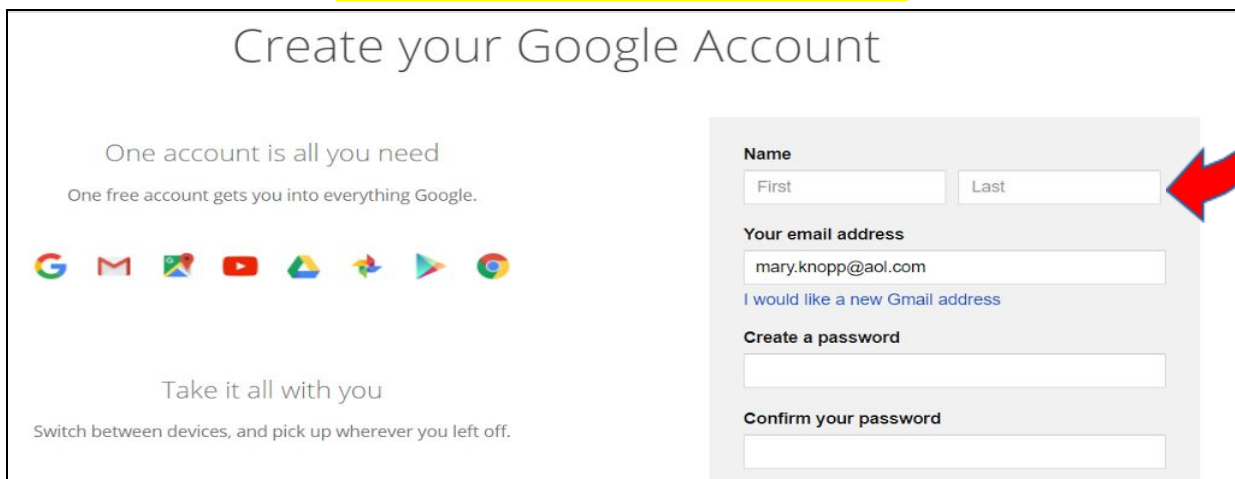 Create your Google Account
One account is all you need
One free account gets you into everything Google.
Take it all with you
Switch between devices, and pick up wherever you left off.
Name
First Last
Your email address
mary.knopp@aol.com
I would like a new Gmail address
Create a password
Confirm your password